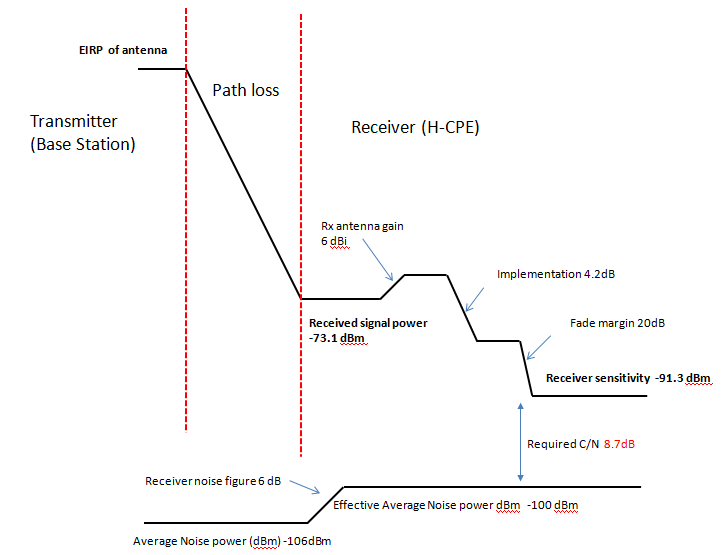 EIRP of antenna
Path loss
Transmitter
(Base Station)
Receiver (H-CPE)
Rx antenna gain
6 dBi
Implementation 4.2dB
Received signal power
-73.1 dBm
Fade margin 20dB
Receiver sensitivity -91.3 dBm
Required C/N 8.7dB
Receiver noise figure 6 dB
Effective Average Noise power dBm -100 dBm
Average Noise power (dBm) -106dBm